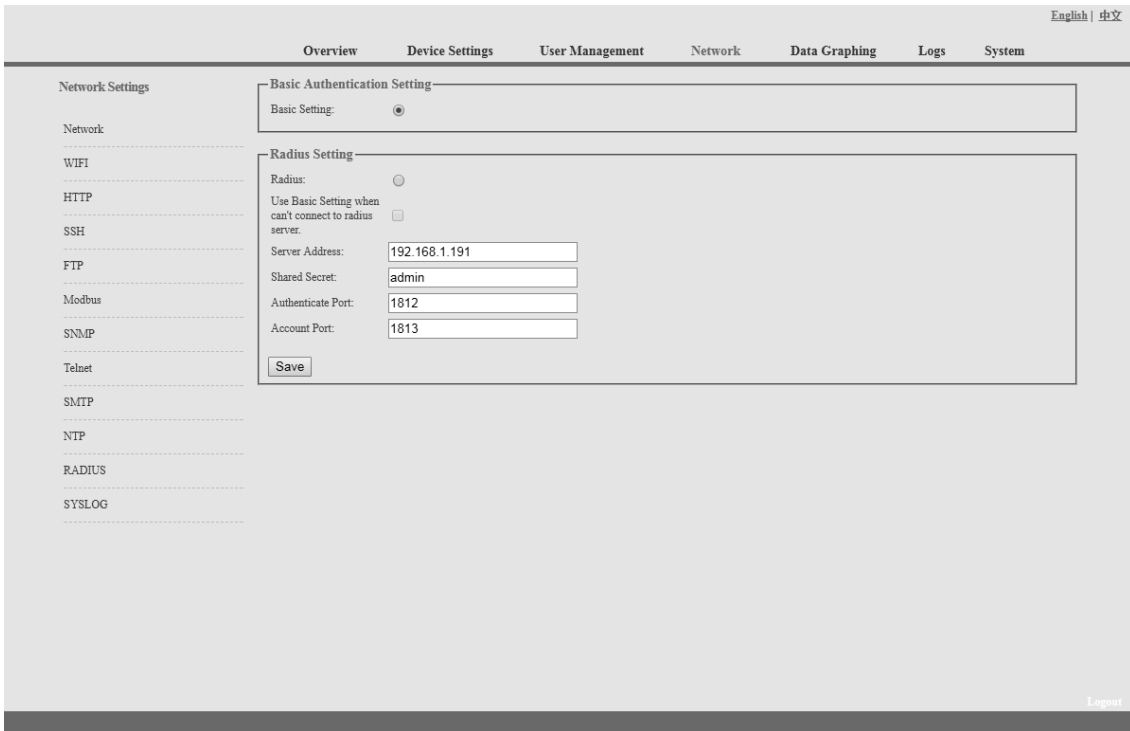 English | 中文
Overview Device Settings User Management Network Data Graphing Logs System
Network Settings
Network
WIFI
HTTP
SSH
FTP
Modbus
SNMP
Telnet
SMTP
NTP
RADIUS
SYSLOG
Basic Authentication Setting
Basic Setting:
Radius Setting
Radius:
Use Basic Setting when
can't connect to radius
server.
Server Address: 192.168.1.191
Shared Secret: admin
Authenticate Port: 1812
Account Port: 1813
Save
Logout